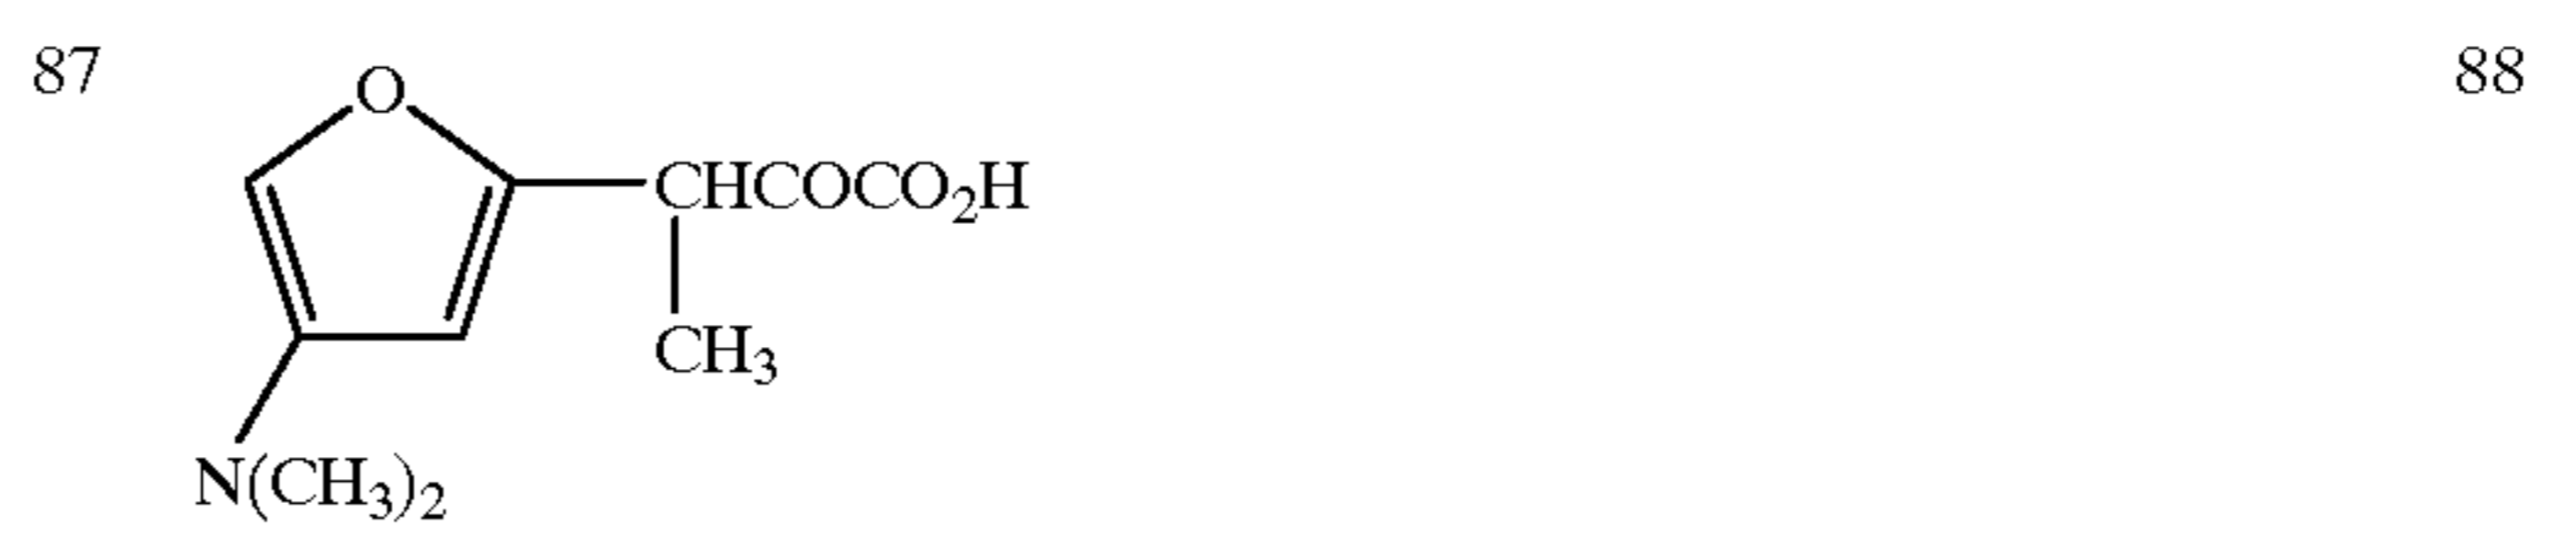 87 88
O
CHCOCO₂H
CH₃
N(CH₃)₂